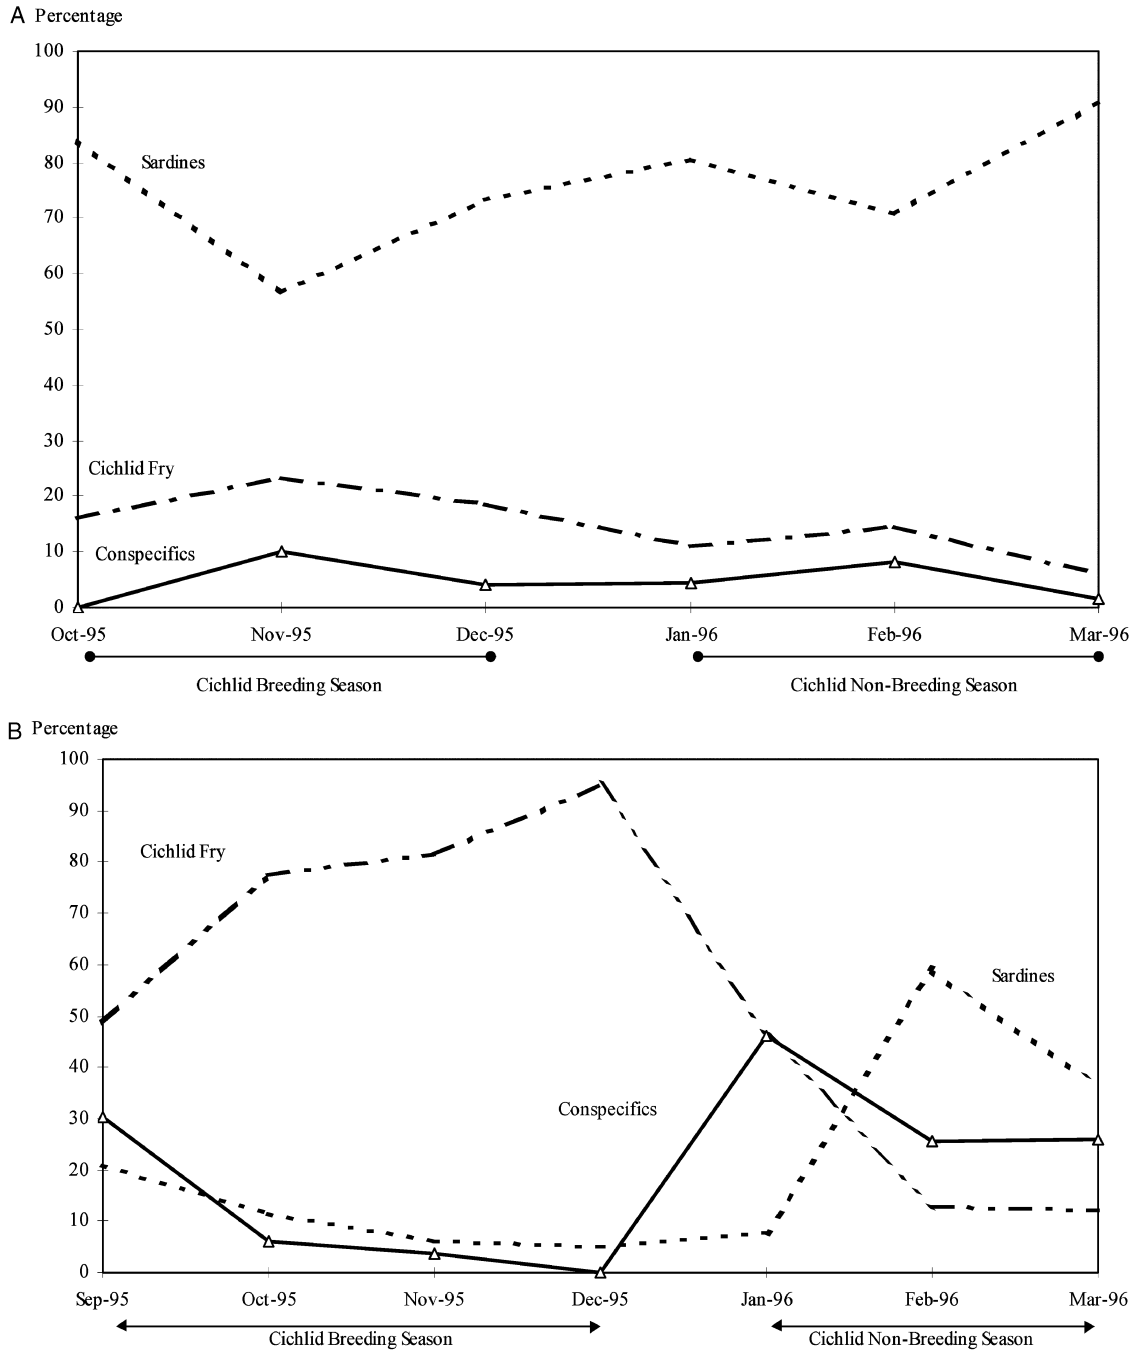 A Percentage
100
90
80
70
60
50
40
30
20
10
0
Sardines
Cichlid Fry
Conspecifics
Oct-95 Nov-95 Dec-95 Jan-96 Feb-96 Mar-96
Cichlid Breeding Season Cichlid Non-Breeding Season
B Percentage
100
90
80
70
60
50
40
30
20
10
0
Cichlid Fry
Sardines
Conspecifics
Sep-95 Oct-95 Nov-95 Dec-95 Jan-96 Feb-96 Mar-96
Cichlid Breeding Season Cichlid Non-Breeding Season